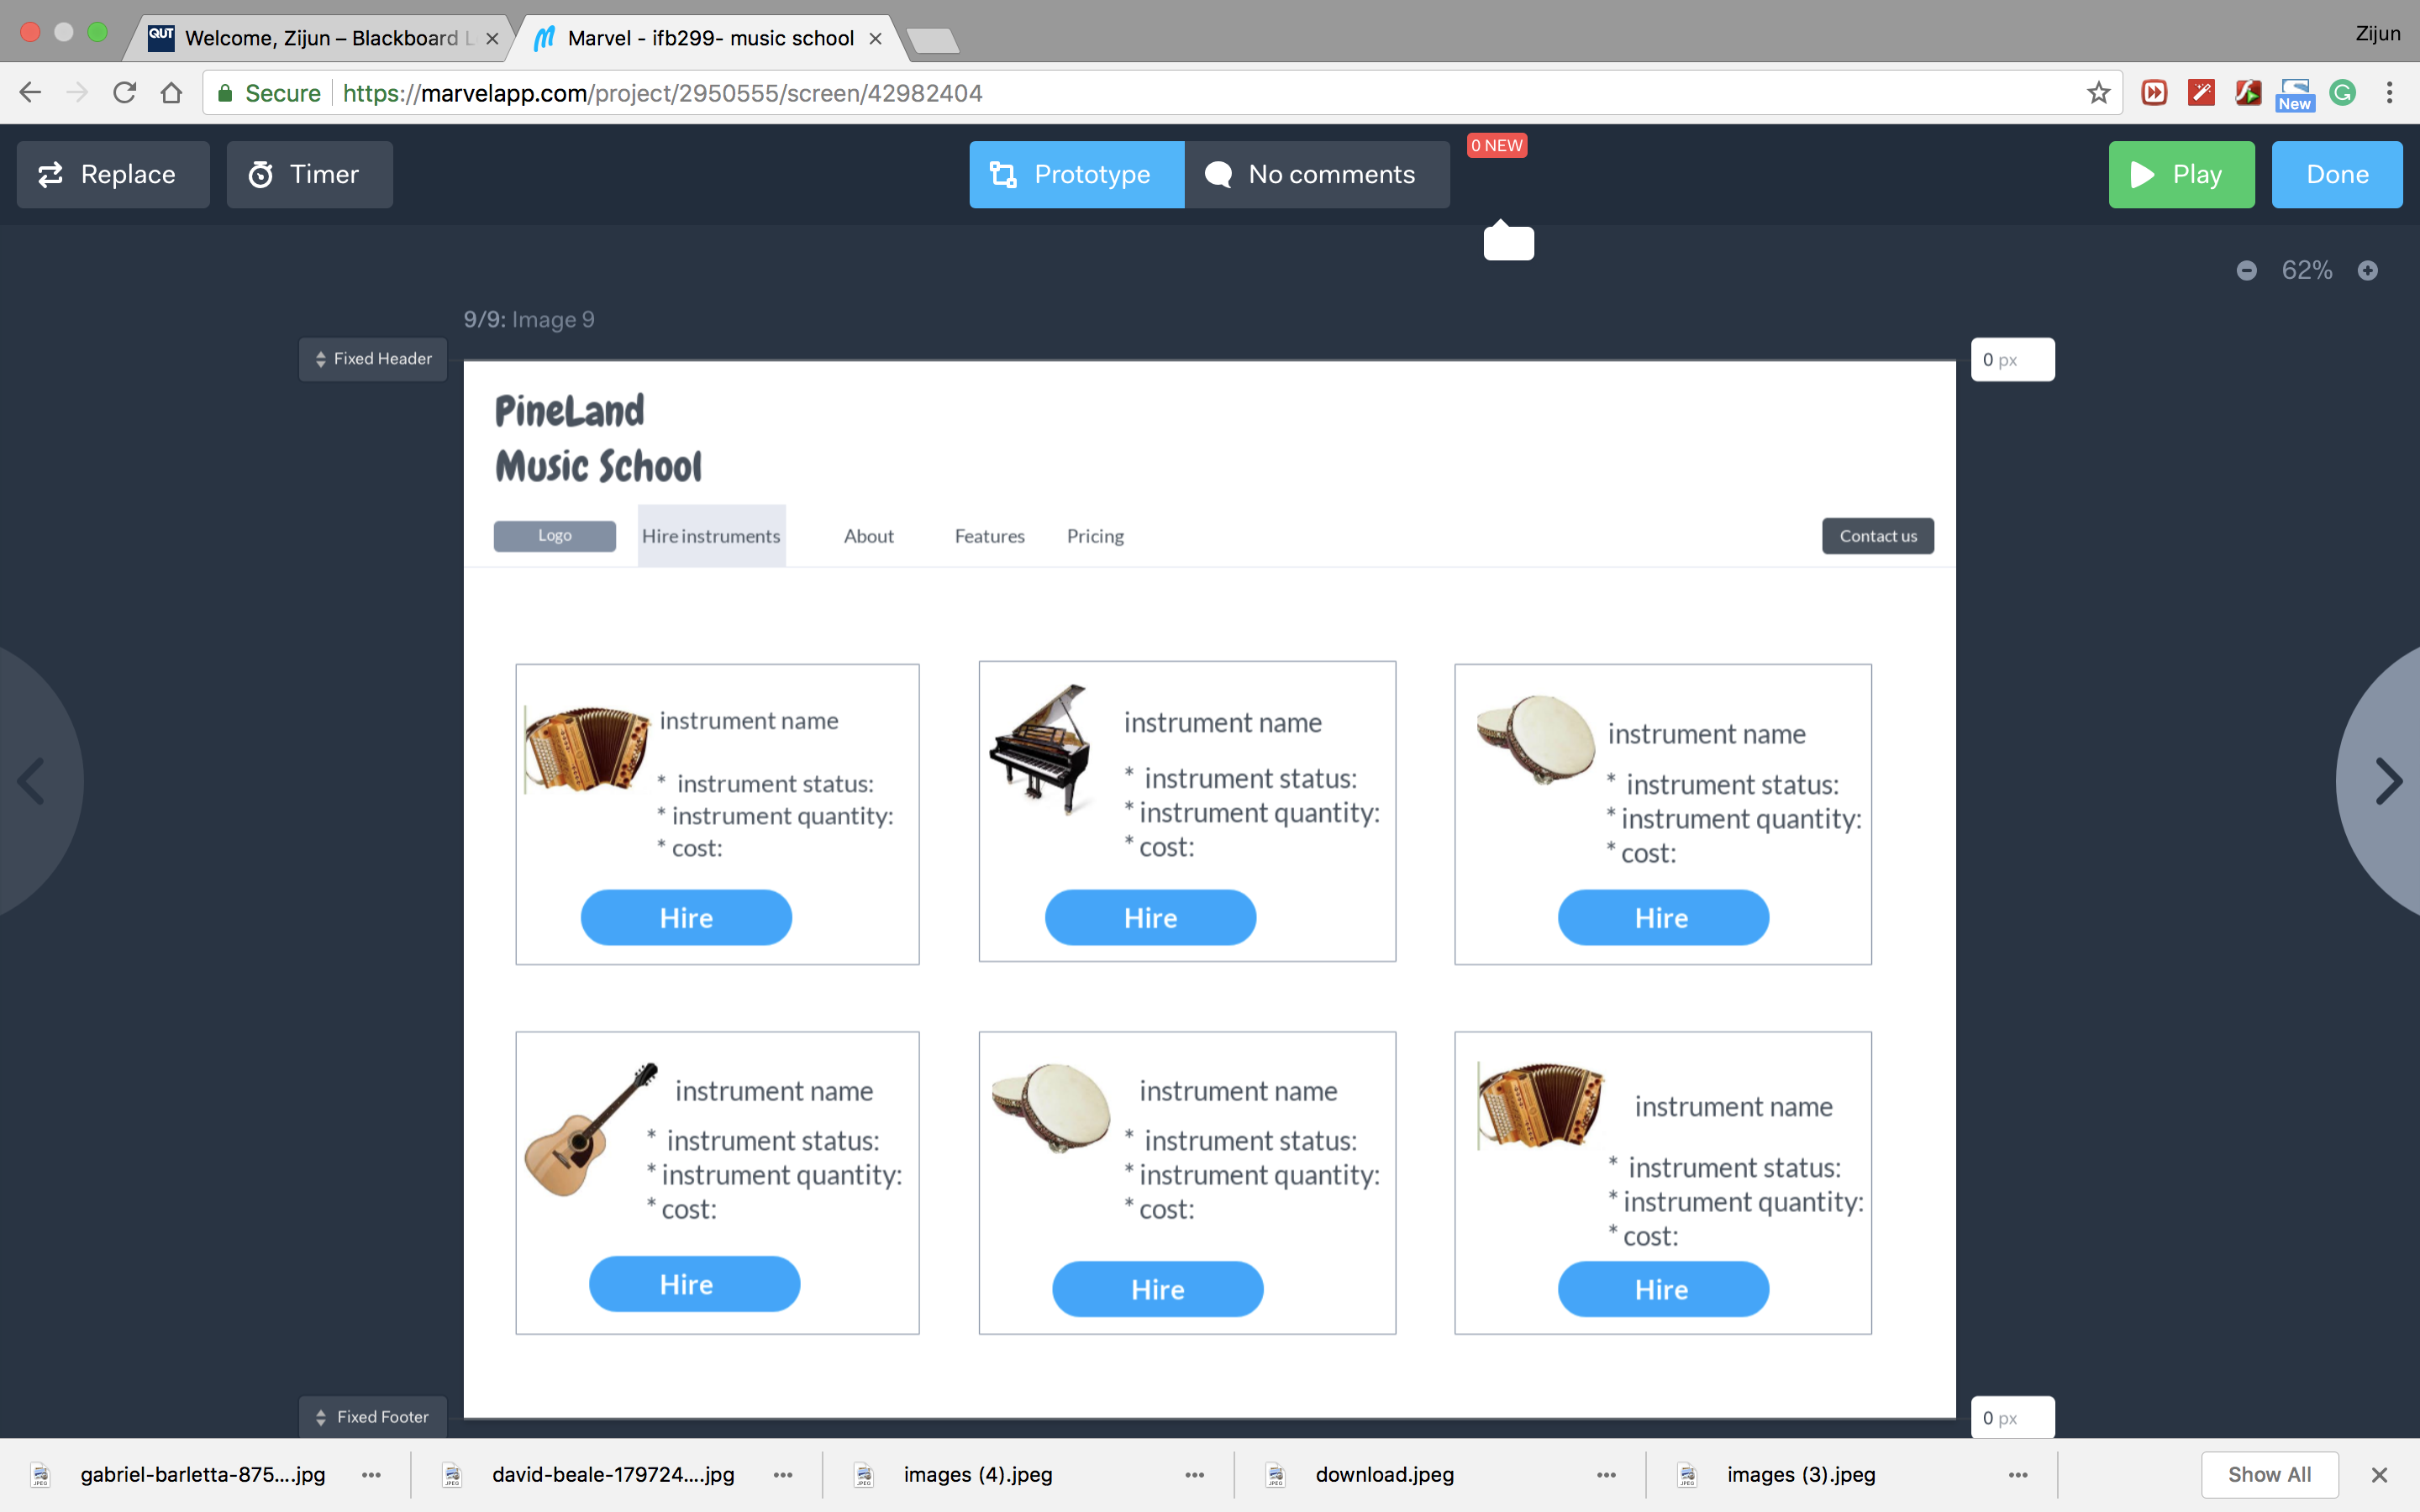 QUT Welcome, Zijun – Blackboard L
Marvel - ifb299- music school
Zijun
Secure https://marvelapp.com/project/2950555/screen/42982404
New
Replace
Timer
Prototype
No comments
0 NEW
Play
Done
62%
9/9: Image 9
Fixed Header
0 px
PineLand
Music School
Logo
Hire instruments
About
Features
Pricing
Contact us
instrument name
* instrument status:
* instrument quantity:
* cost:
Hire
instrument name
* instrument status:
* instrument quantity:
* cost:
Hire
instrument name
* instrument status:
* instrument quantity:
* cost:
Hire
instrument name
* instrument status:
* instrument quantity:
* cost:
Hire
instrument name
* instrument status:
* instrument quantity:
* cost:
Hire
instrument name
* instrument status:
* instrument quantity:
* cost:
Hire
Fixed Footer
0 px
gabriel-barletta-875....jpg
david-beale-179724....jpg
images (4).jpeg
download.jpeg
images (3).jpeg
Show All